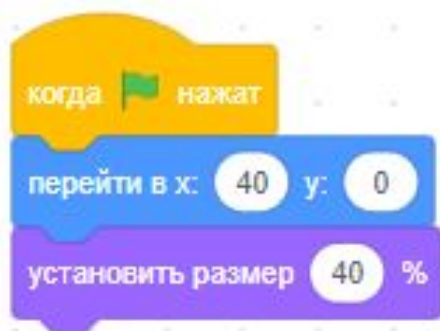 когда нажат
перейти в x: 40 y: 0
установить размер 40 %